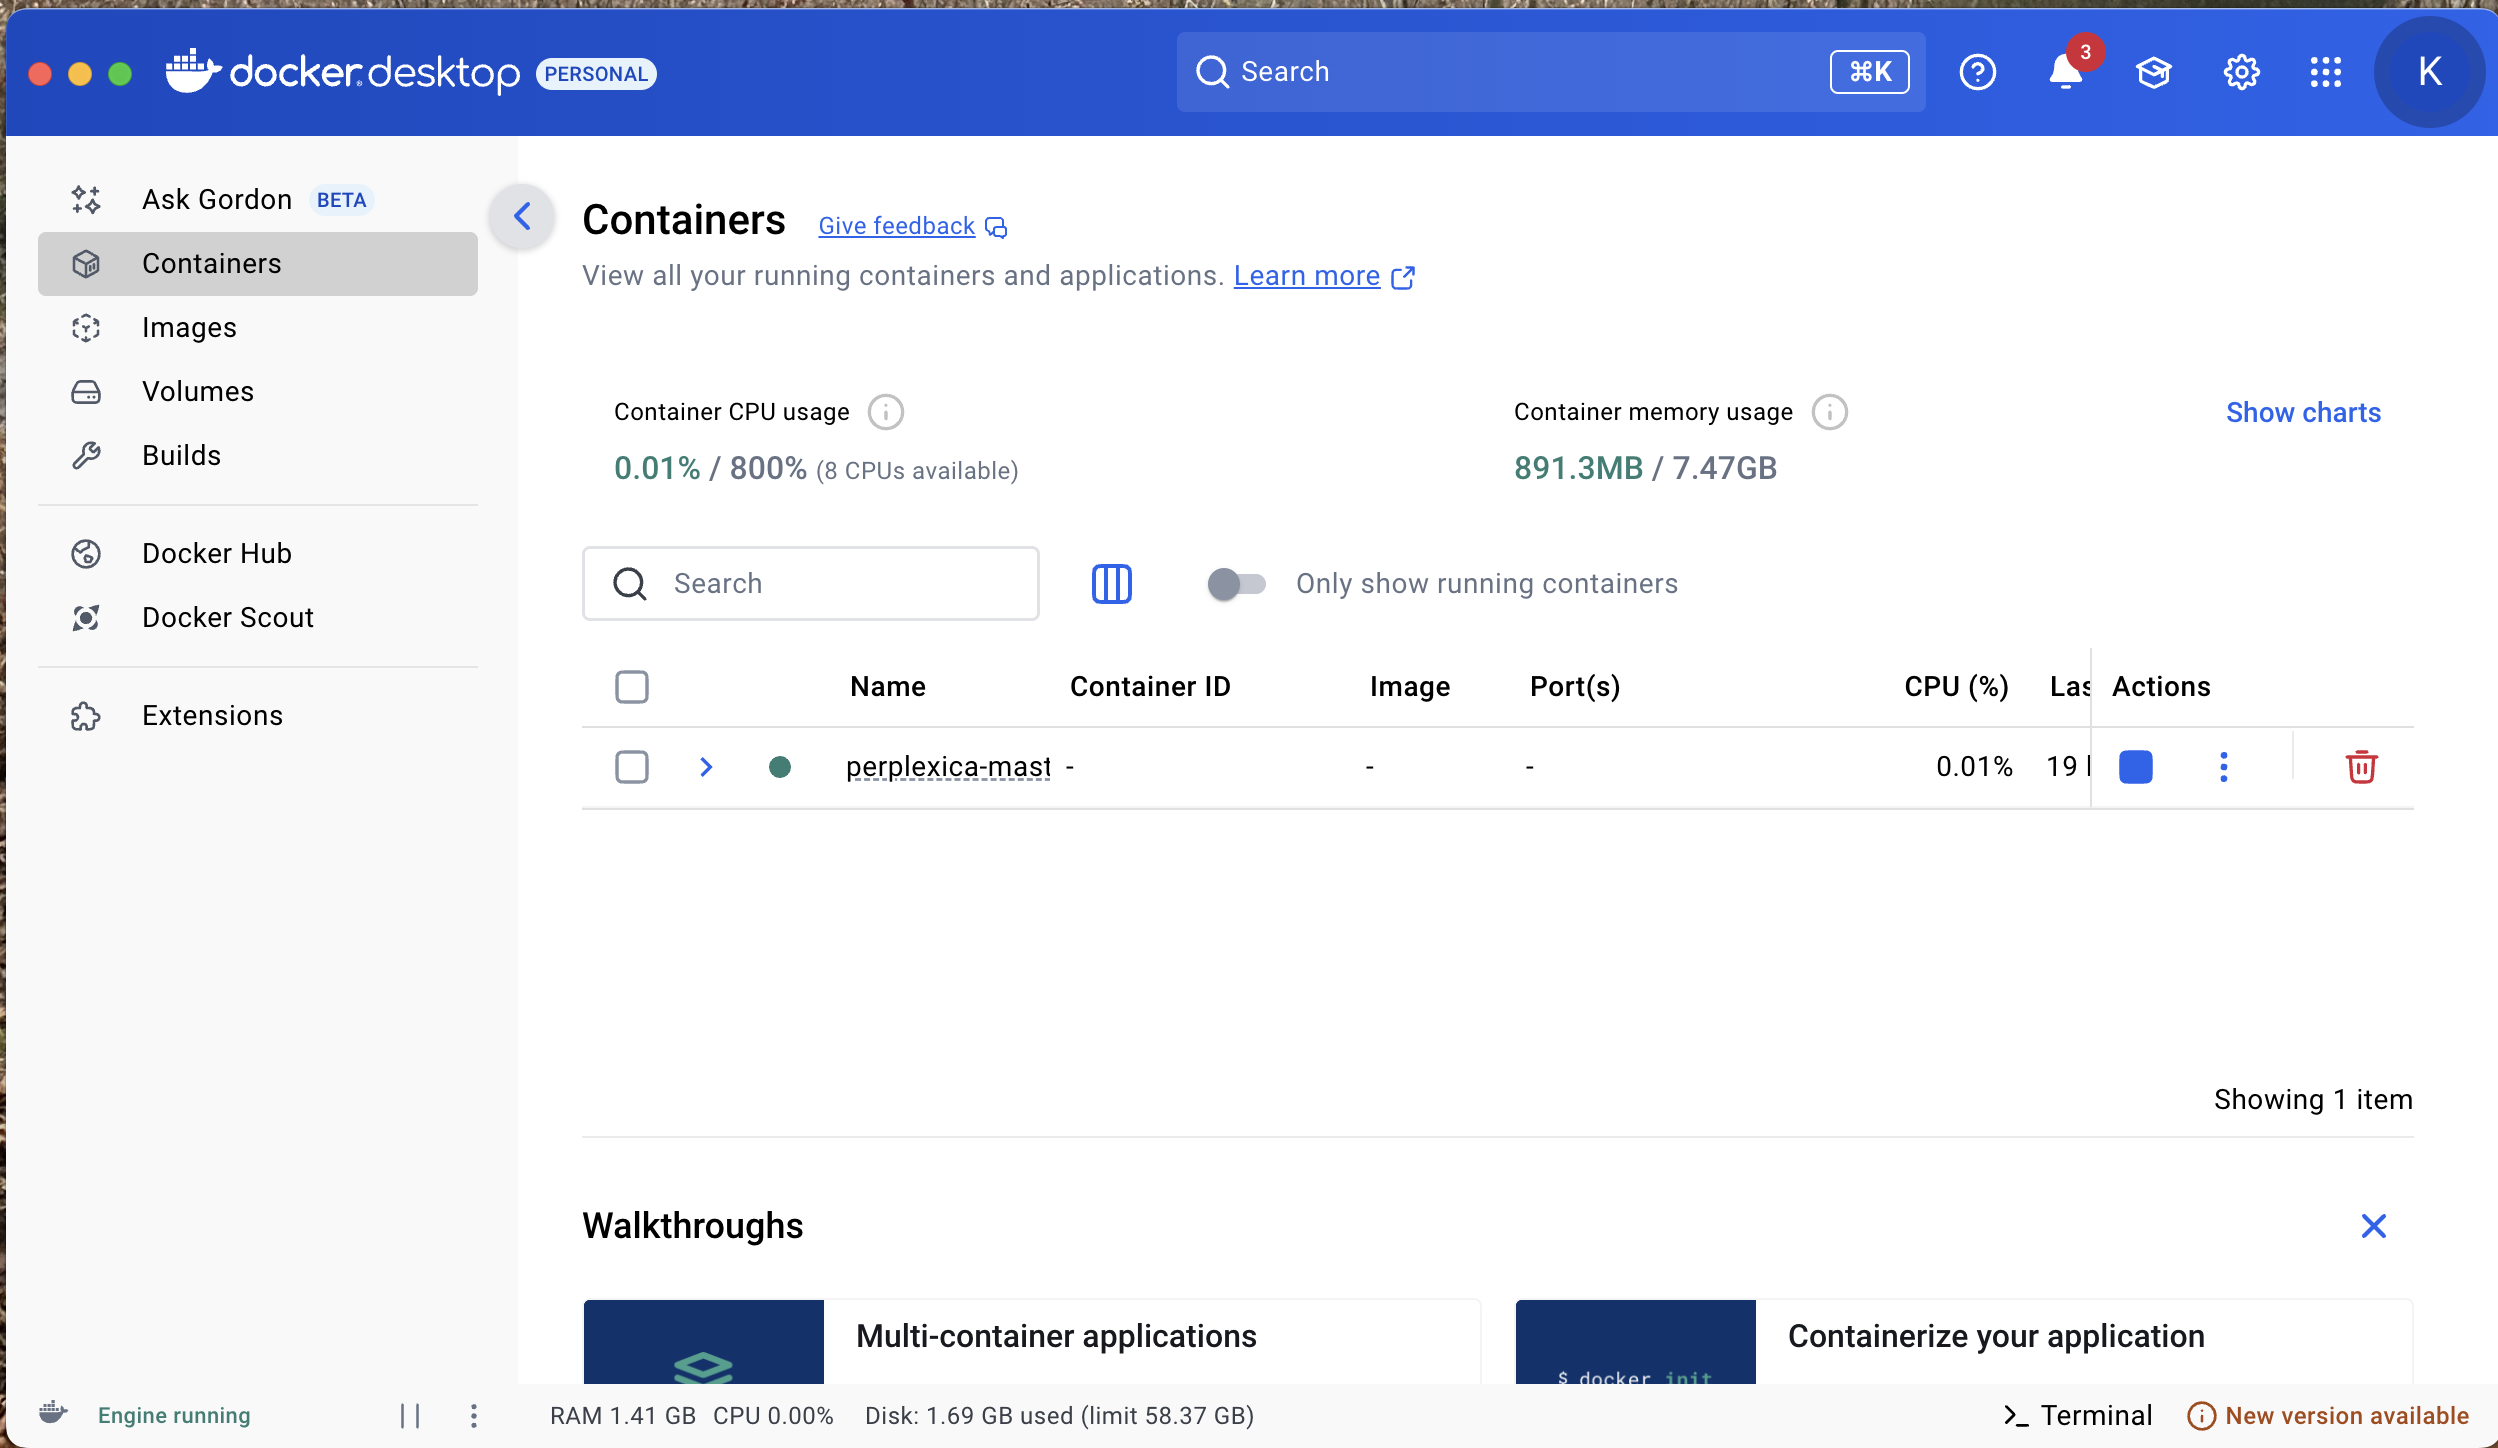 docker desktop PERSONAL
Search ⌘K
3
K
Ask Gordon BETA
Containers
Images
Volumes
Builds
Docker Hub
Docker Scout
Extensions
Containers Give feedback
View all your running containers and applications. Learn more
Container CPU usage
0.01% / 800% (8 CPUs available)
Container memory usage
891.3MB / 7.47GB
Show charts
Search
Only show running containers
Name Container ID Image Port(s) CPU (%) Las Actions
perplexica-mast - - - 0.01% 19
Showing 1 item
Walkthroughs
Multi-container applications
Containerize your application
$ docker init
Engine running
RAM 1.41 GB CPU 0.00% Disk: 1.69 GB used (limit 58.37 GB)
>_ Terminal
New version available